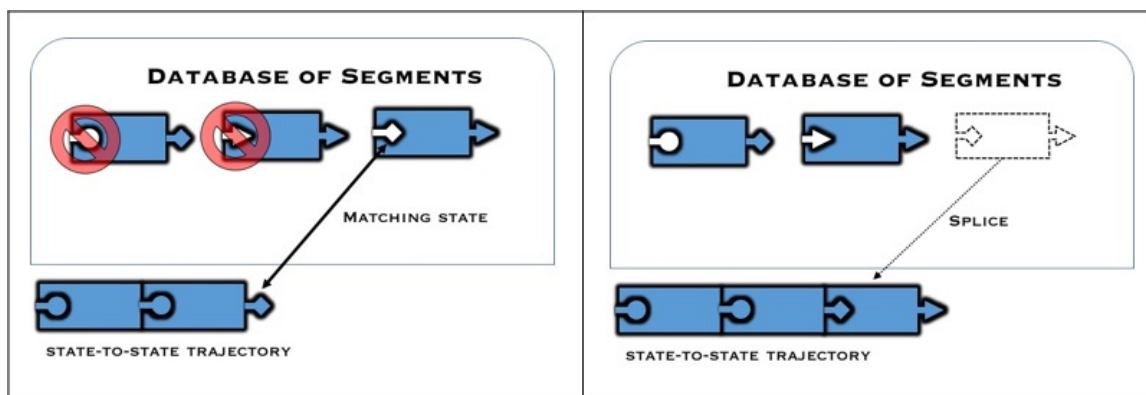 DATABASE OF SEGMENTS
MATCHING STATE
STATE-TO-STATE TRAJECTORY
DATABASE OF SEGMENTS
SPLICE
STATE-TO-STATE TRAJECTORY